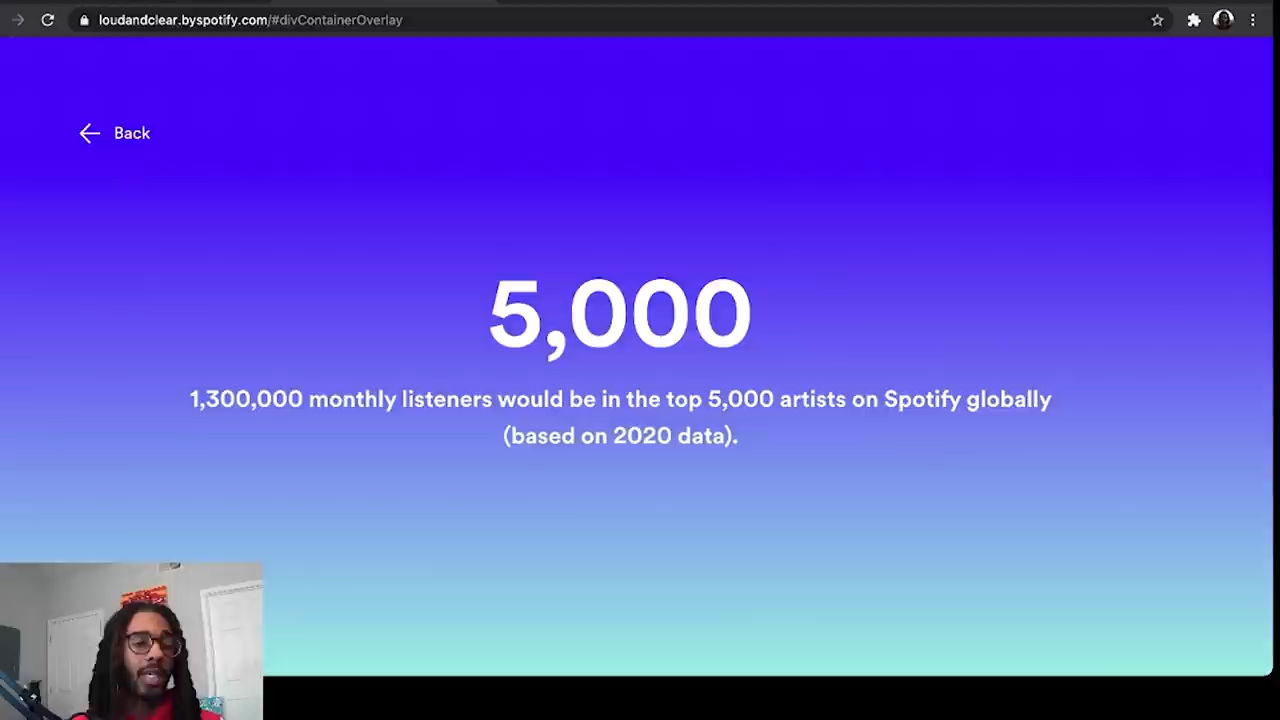 loudandclear.byspotify.com/#divContainerOverlay
Back
5,000
1,300,000 monthly listeners would be in the top 5,000 artists on Spotify globally
(based on 2020 data).